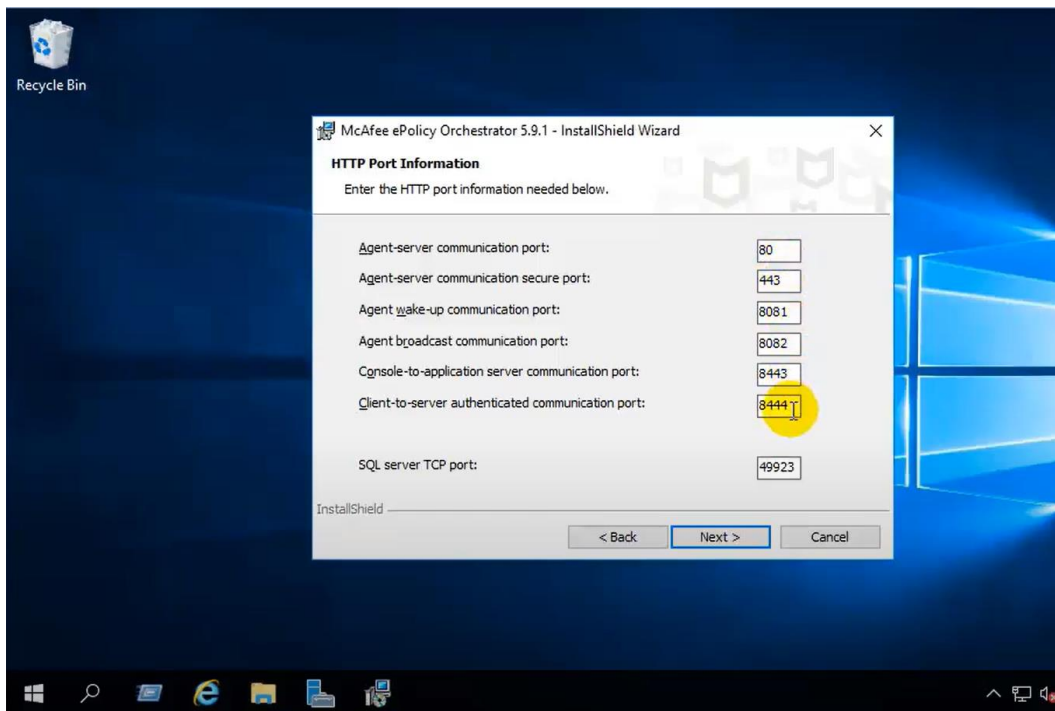 Recycle Bin
McAfee ePolicy Orchestrator 5.9.1 - InstallShield Wizard
HTTP Port Information
Enter the HTTP port information needed below.
Agent-server communication port: 80
Agent-server communication secure port: 443
Agent wake-up communication port: 8081
Agent broadcast communication port: 8082
Console-to-application server communication port: 8443
Client-to-server authenticated communication port: 8444
SQL server TCP port: 49923
InstallShield
< Back Next > Cancel